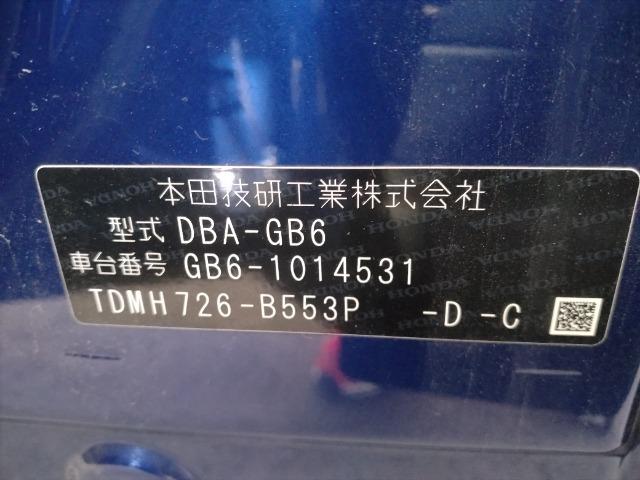 本田技研工業株式会社
型式 DBA-GB6
車台番号 GB6-1014531
TDMH726-B553P -D -C